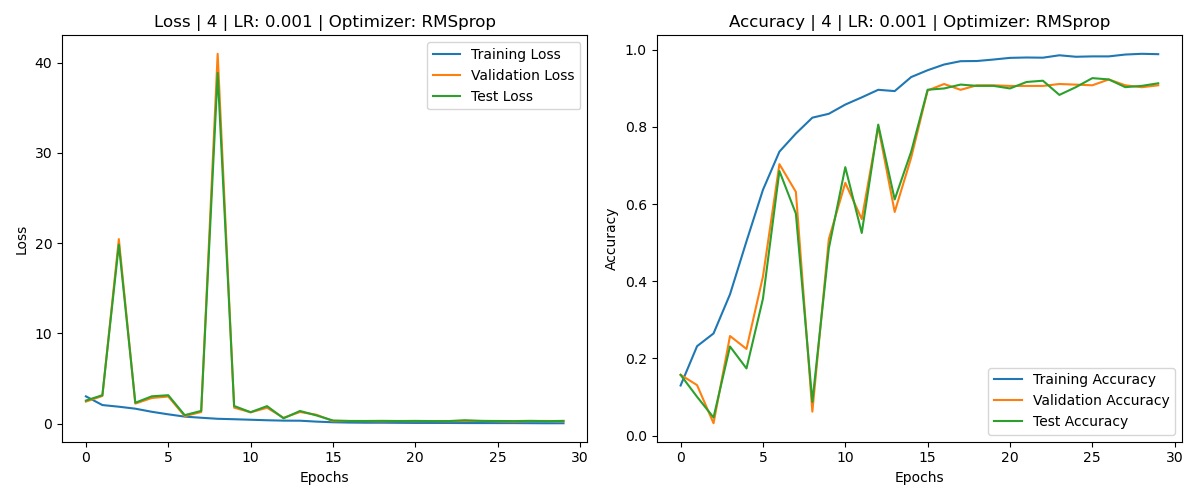 Loss | 4 | LR: 0.001 | Optimizer: RMSprop
Training Loss
Validation Loss
Test Loss
40
30
20
10
0
Loss
0 5 10 15 20 25 30
Epochs
Accuracy | 4 | LR: 0.001 | Optimizer: RMSprop
1.0
0.8
0.6
0.4
0.2
0.0
Accuracy
Training Accuracy
Validation Accuracy
Test Accuracy
0 5 10 15 20 25 30
Epochs